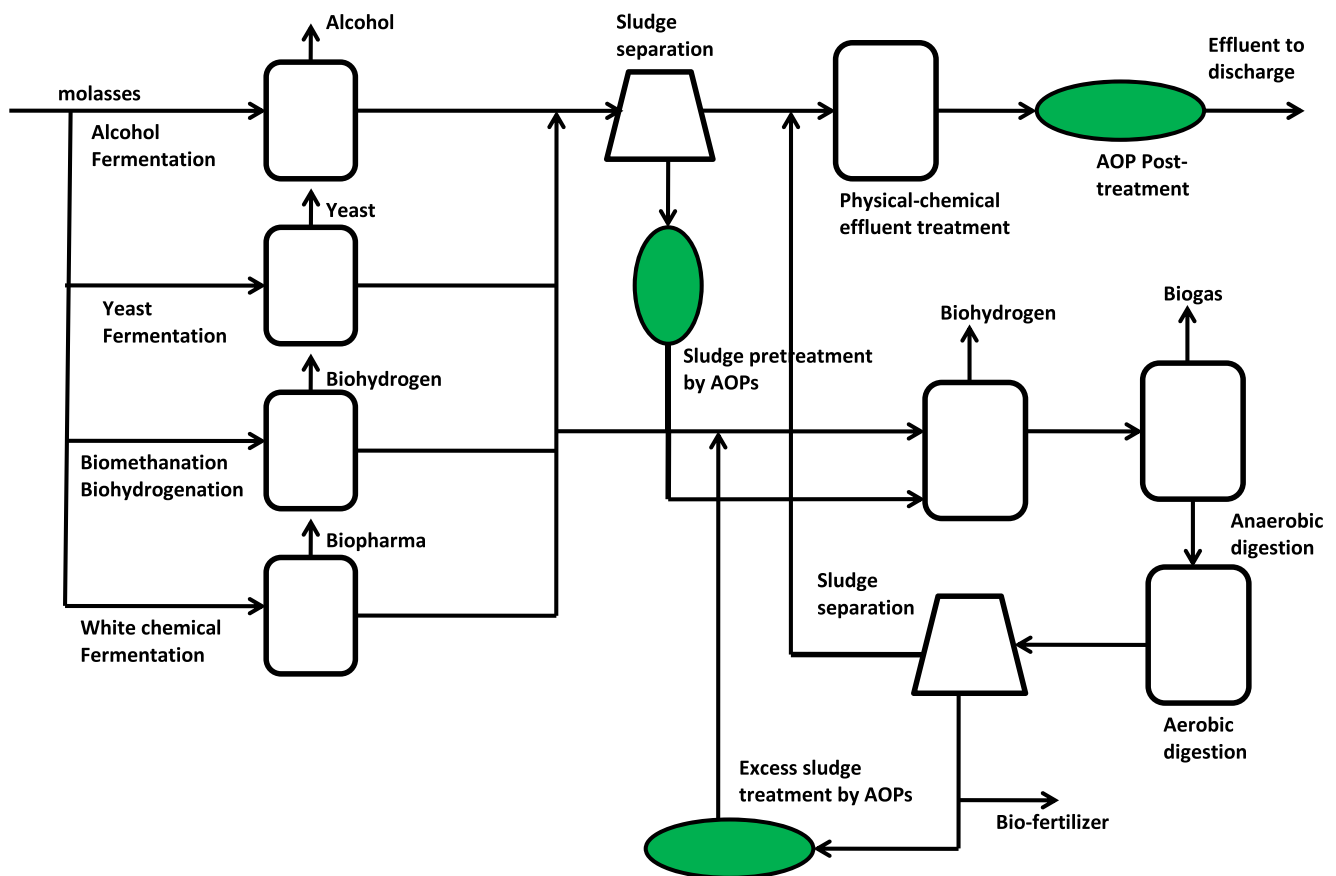 Alcohol
Sludge
separation
Effluent to
discharge
molasses
Alcohol
Fermentation
AOP Post-
treatment
Physical-chemical
effluent treatment
Yeast
Yeast
Fermentation
Biogas
Biohydrogen
Sludge pretreatment
by AOPs
Biohydrogen
Biomethanation
Biohydrogenation
Anaerobic
digestion
Biopharma
Sludge
separation
White chemical
Fermentation
Aerobic
digestion
Excess sludge
treatment by AOPs
Bio-fertilizer